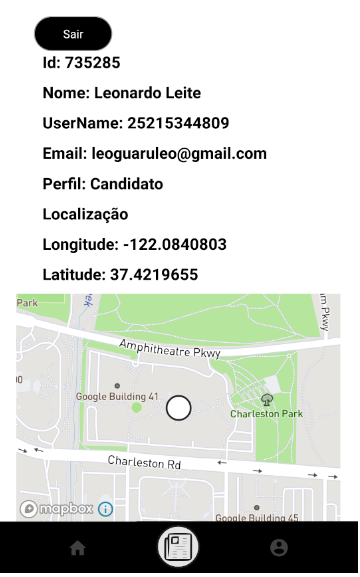 Sair
Id: 735285
Nome: Leonardo Leite
UserName: 25215344809
Email: leoguaruleo@gmail.com
Perfil: Candidato
Localização
Longitude: -122.0840803
Latitude: 37.4219655
Park
Amphitheatre Pkwy
Google Building 41
Charleston Park
Charleston Rd
mapbox
Google Building 45